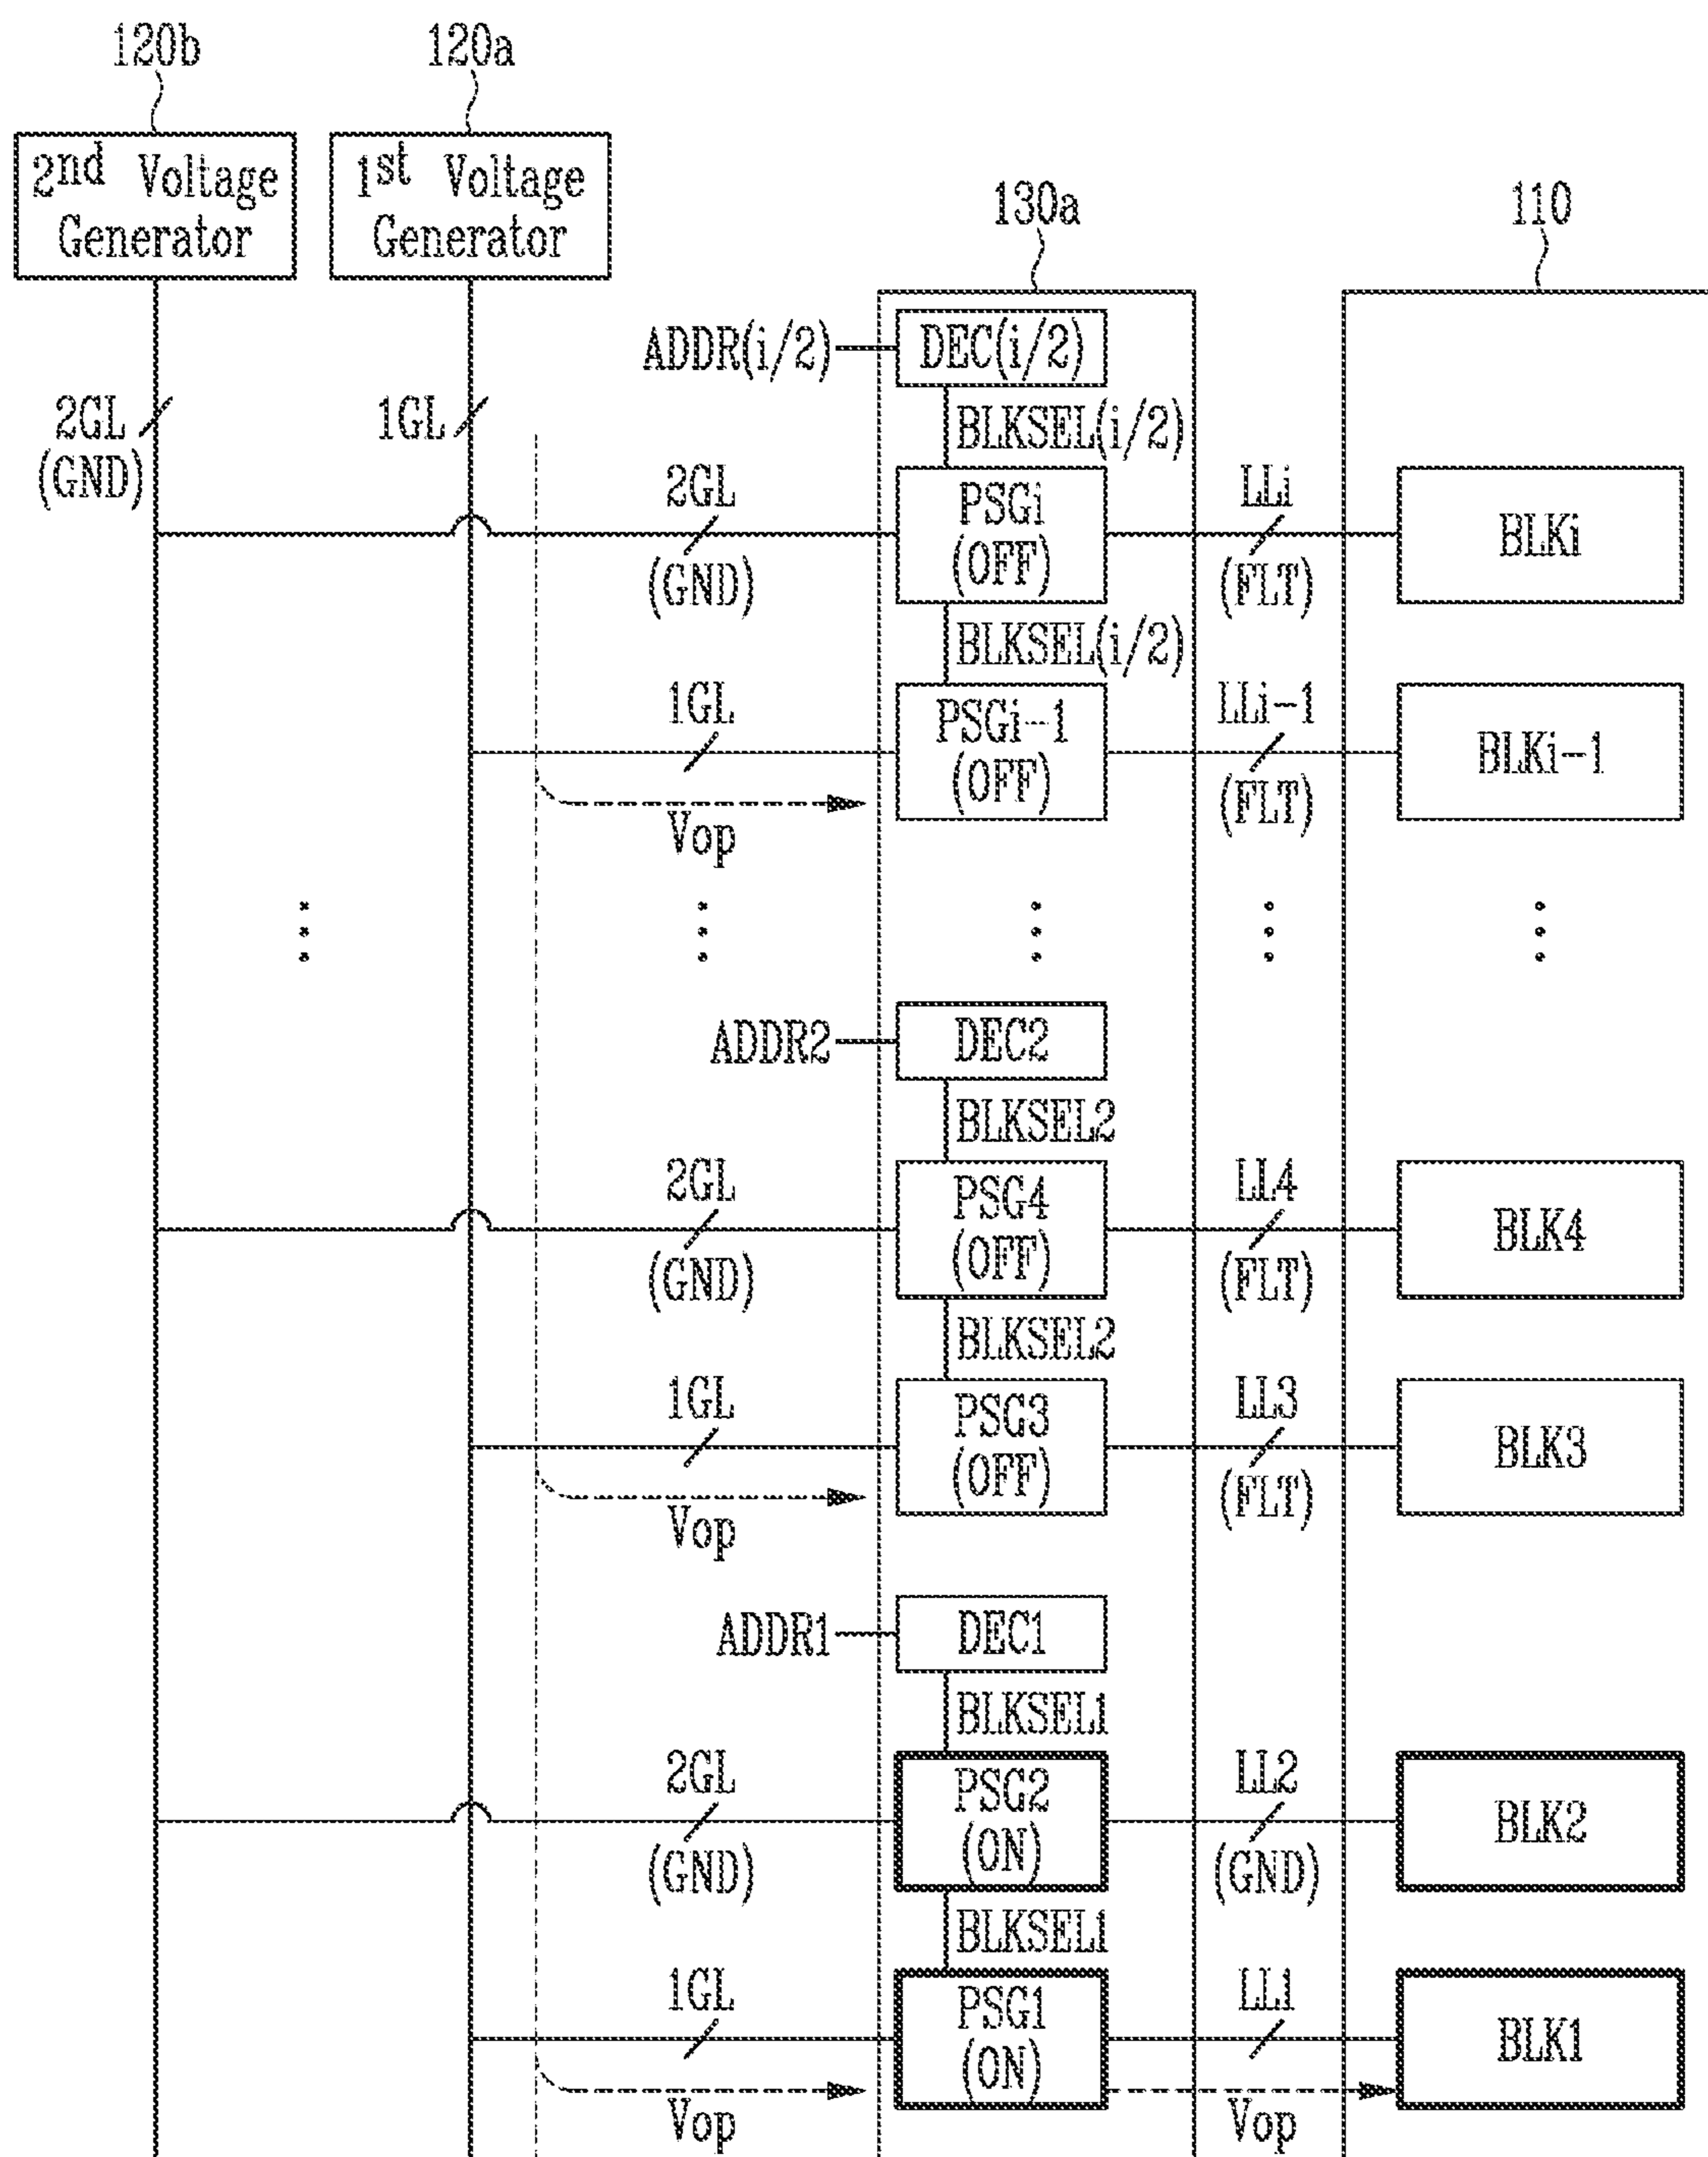 120b
120a
2nd Voltage
Generator
1st Voltage
Generator
130a
110
ADDR(i/2)
DEC(i/2)
2GL
(GND)
1GL
BLKSEL(i/2)
2GL
(GND)
PSGi
(OFF)
LLi
(FLT)
BLKi
BLKSEL(i/2)
1GL
PSGi-1
(OFF)
LLi-1
(FLT)
BLKi-1
Vop
ADDR2
DEC2
BLKSEL2
2GL
(GND)
PSG4
(OFF)
LL4
(FLT)
BLK4
BLKSEL2
1GL
PSG3
(OFF)
LL3
(FLT)
BLK3
Vop
ADDR1
DEC1
BLKSEL1
2GL
(GND)
PSG2
(ON)
LL2
(GND)
BLK2
BLKSEL1
1GL
PSG1
(ON)
LL1
BLK1
Vop
Vop